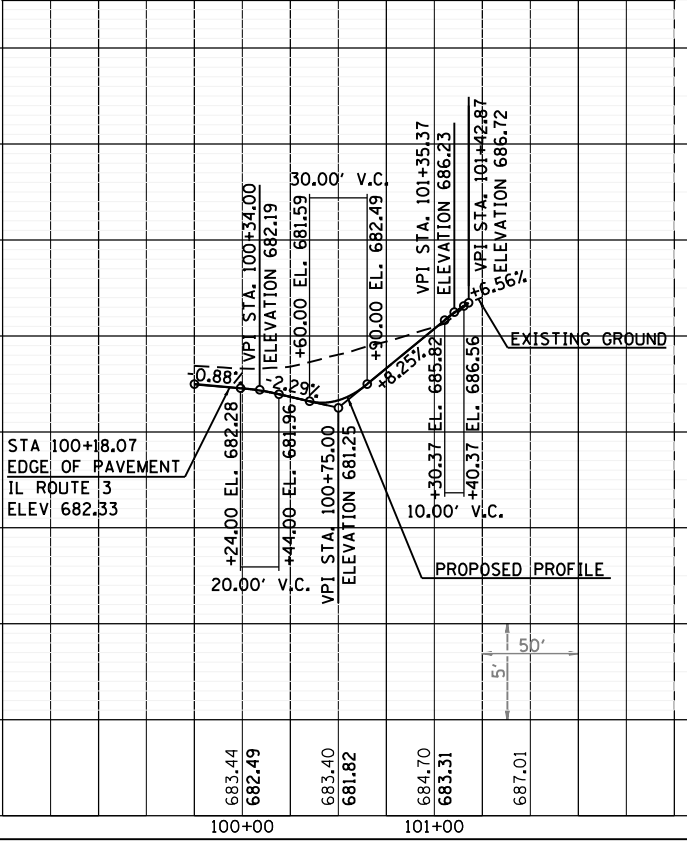 30.00' V.C.
VPI STA. 100+34.00
ELEVATION 682.19
+60.00 EL. 681.59
+90.00 EL. 682.49
VPI STA. 101+35.37
ELEVATION 686.23
VPI STA. 101+42.87
ELEVATION 686.72
+6.56%
EXISTING GROUND
-0.88%
-2.29%
+8.25%
STA 100+18.07
EDGE OF PAVEMENT
IL ROUTE 3
ELEV 682.33
+24.00 EL. 682.28
+44.00 EL. 681.96
20.00' V.C.
VPI STA. 100+75.00
ELEVATION 681.25
+30.37 EL. 685.82
+40.37 EL. 686.56
10.00' V.C.
PROPOSED PROFILE
50'
5'
683.44
682.49
683.40
681.82
684.70
683.31
687.01
100+00
101+00